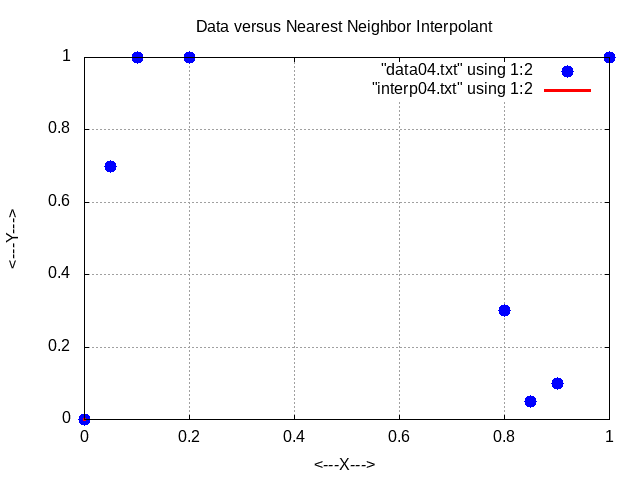 Data versus Nearest Neighbor Interpolant
"data04.txt" using 1:2
"interp04.txt" using 1:2
1
0.8
0.6
0.4
0.2
0
<---Y--->
0 0.2 0.4 0.6 0.8 1
<---X--->